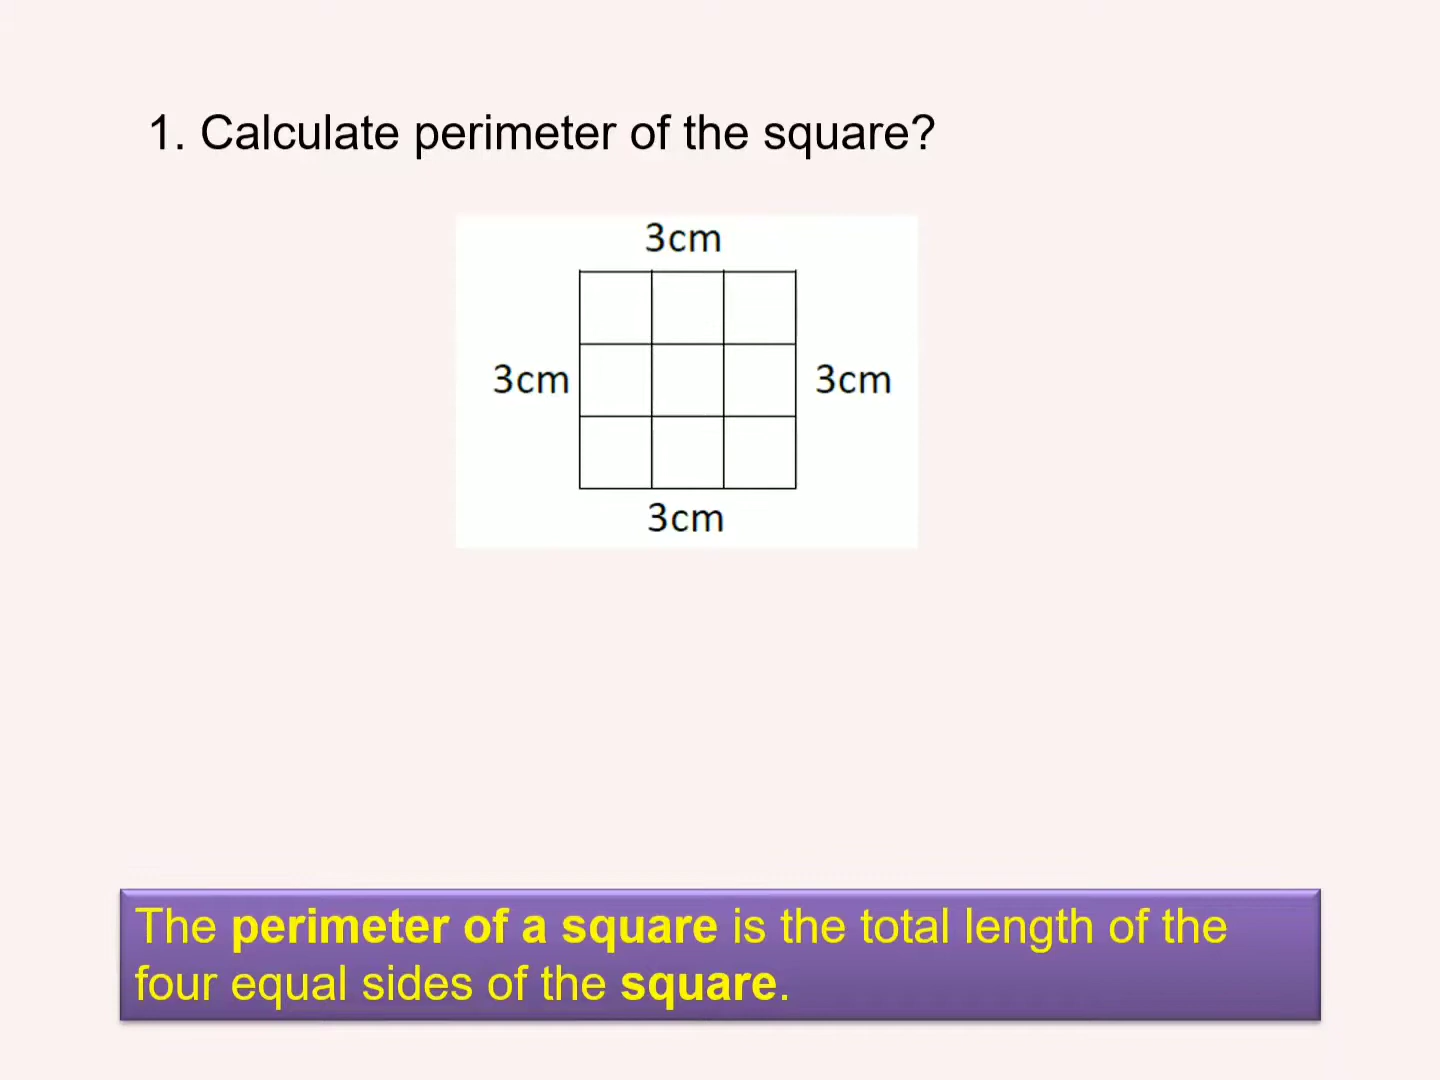 1. Calculate perimeter of the square?
3cm
3cm
3cm
3cm
The perimeter of a square is the total length of the
four equal sides of the square.